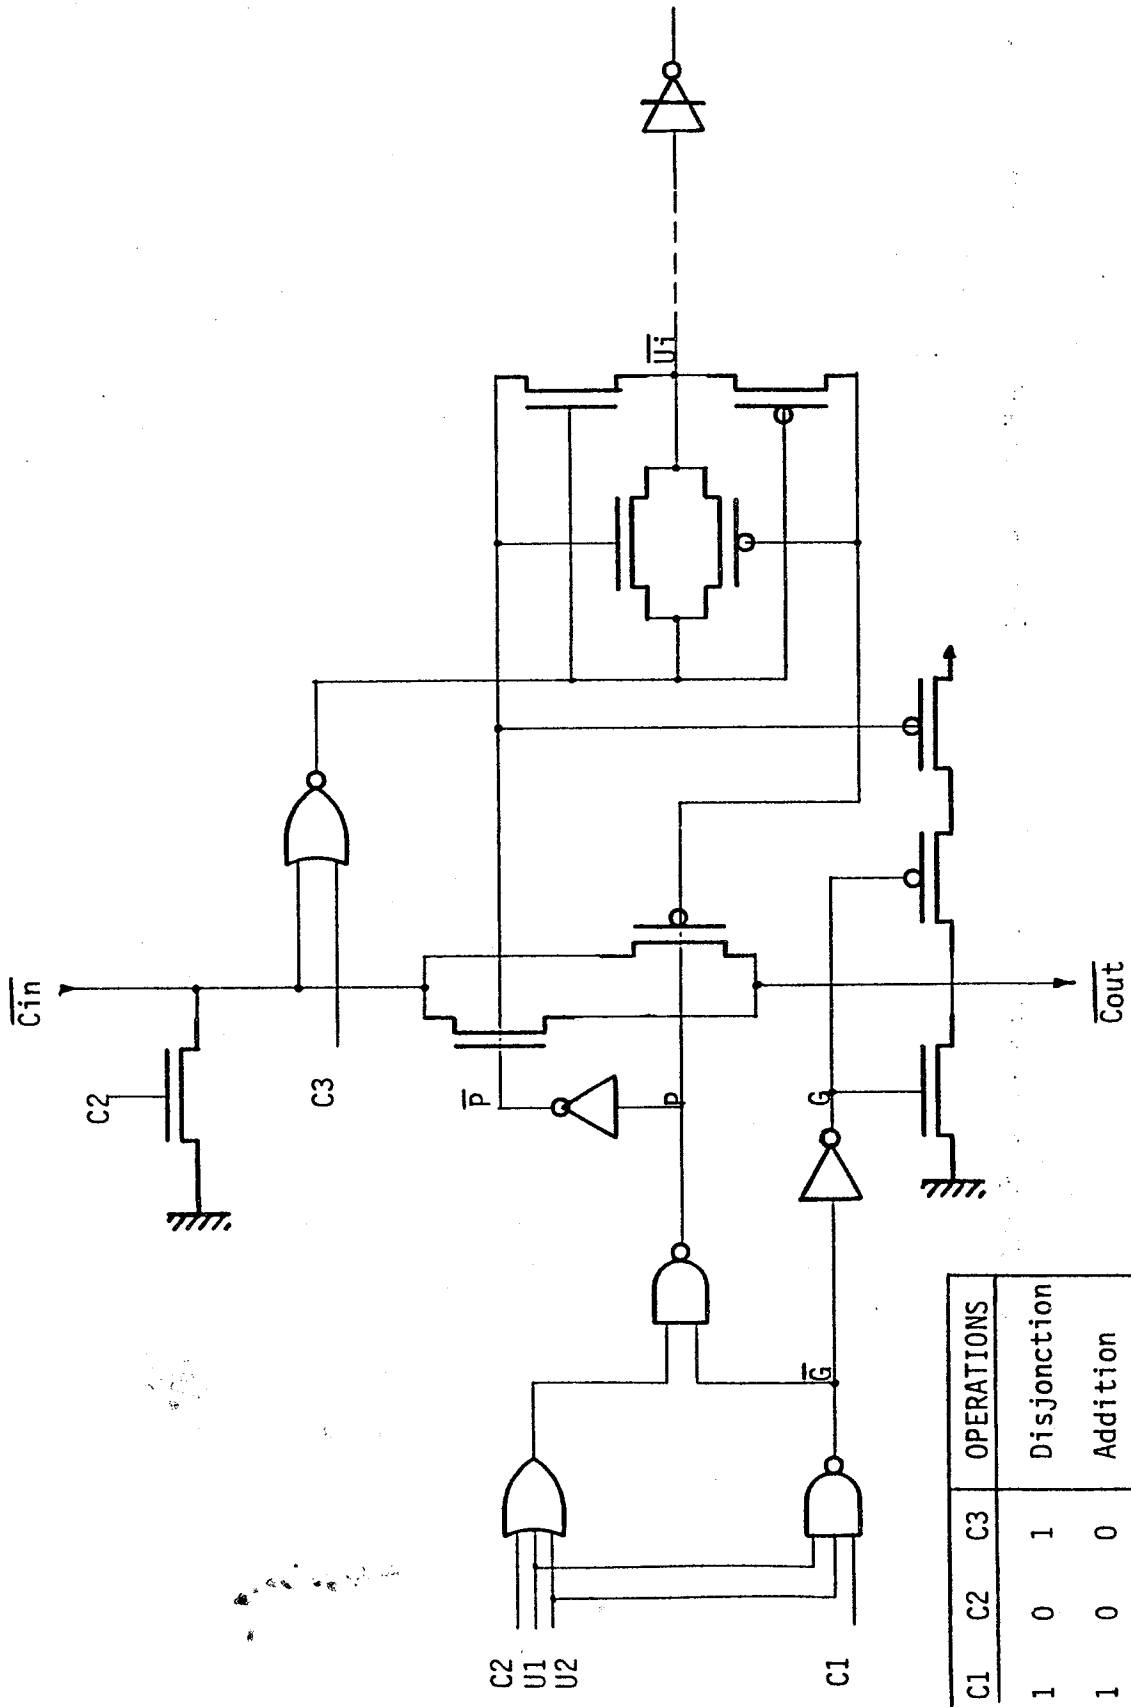 C2
U1
U2
C1
C2
C3
Cin
P
P
G
G
Ui
Cout
C1 C2 C3 OPERATIONS
1 0 1 Disjonction
1 0 0 Addition